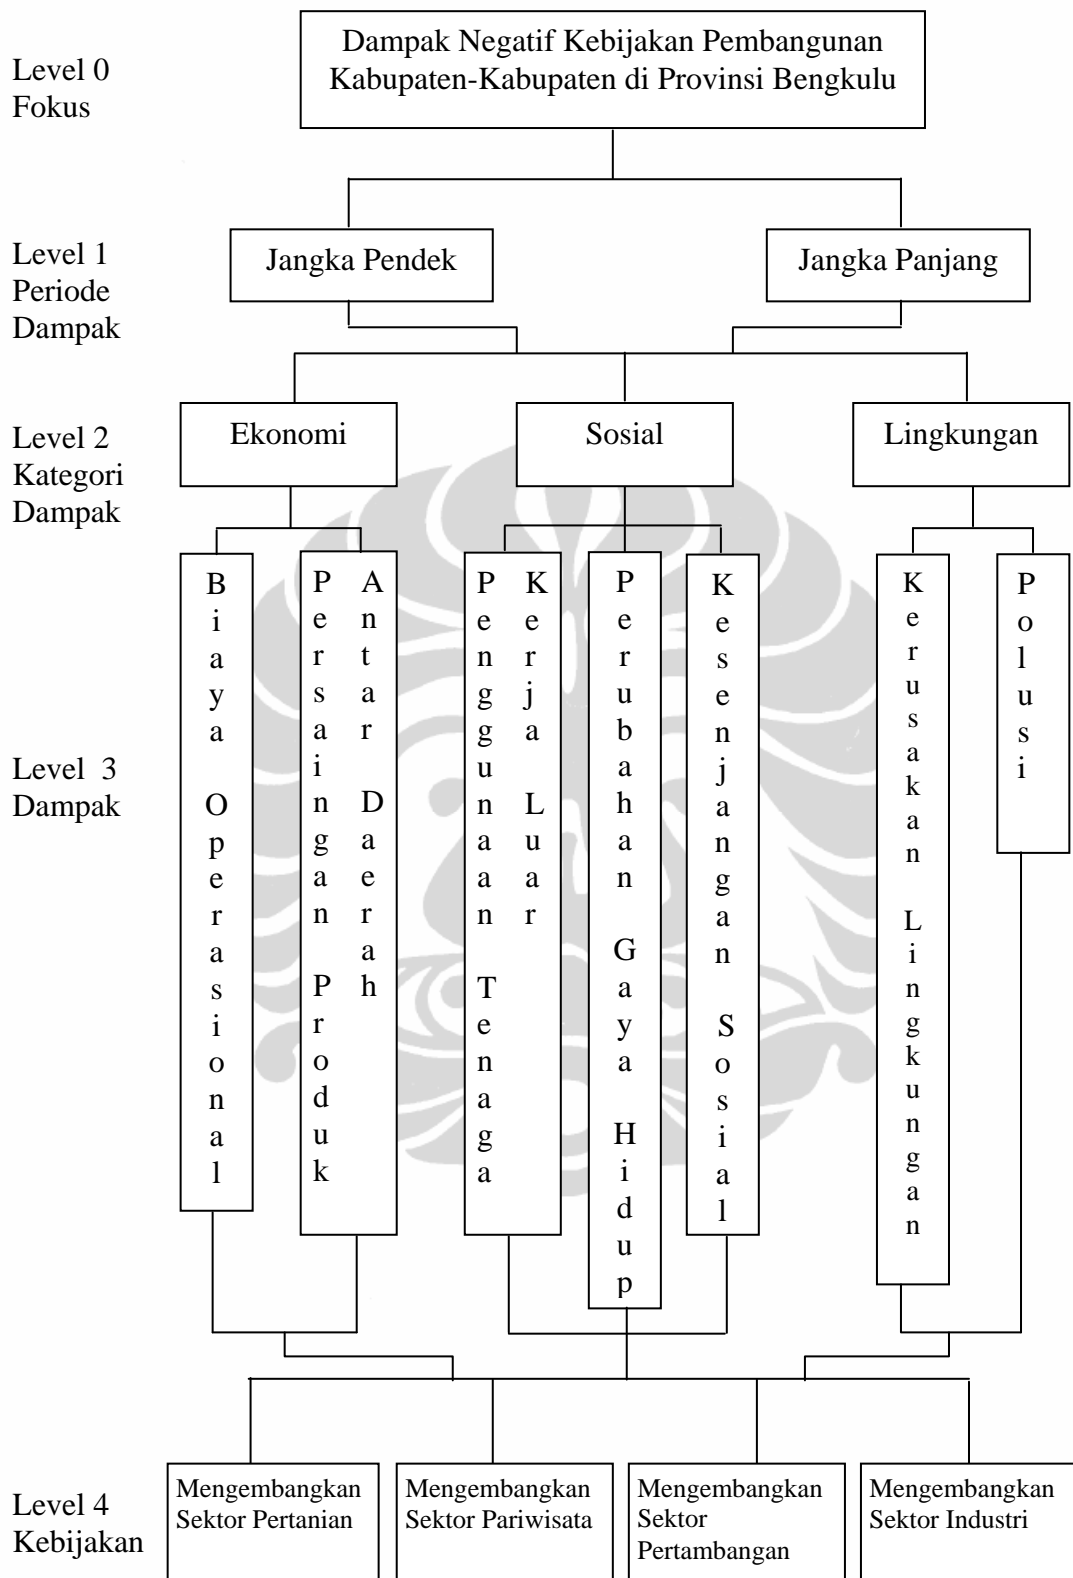 Dampak Negatif Kebijakan Pembangunan
Kabupaten-Kabupaten di Provinsi Bengkulu
Level 0
Fokus
Level 1
Periode
Dampak
Jangka Pendek
Jangka Panjang
Level 2
Kategori
Dampak
Ekonomi
Sosial
Lingkungan
Level 3
Dampak
Biaya Operasional
Persaingan Produk
Antar Daerah
Penggunaan Tenaga
Kerja Luar
Perubahan Gaya Hidup
Kesenjangan Sosial
Kerusakan Lingkungan
Polusi
Level 4
Kebijakan
Mengembangkan
Sektor Pertanian
Mengembangkan
Sektor Pariwisata
Mengembangkan
Sektor
Pertambangan
Mengembangkan
Sektor Industri